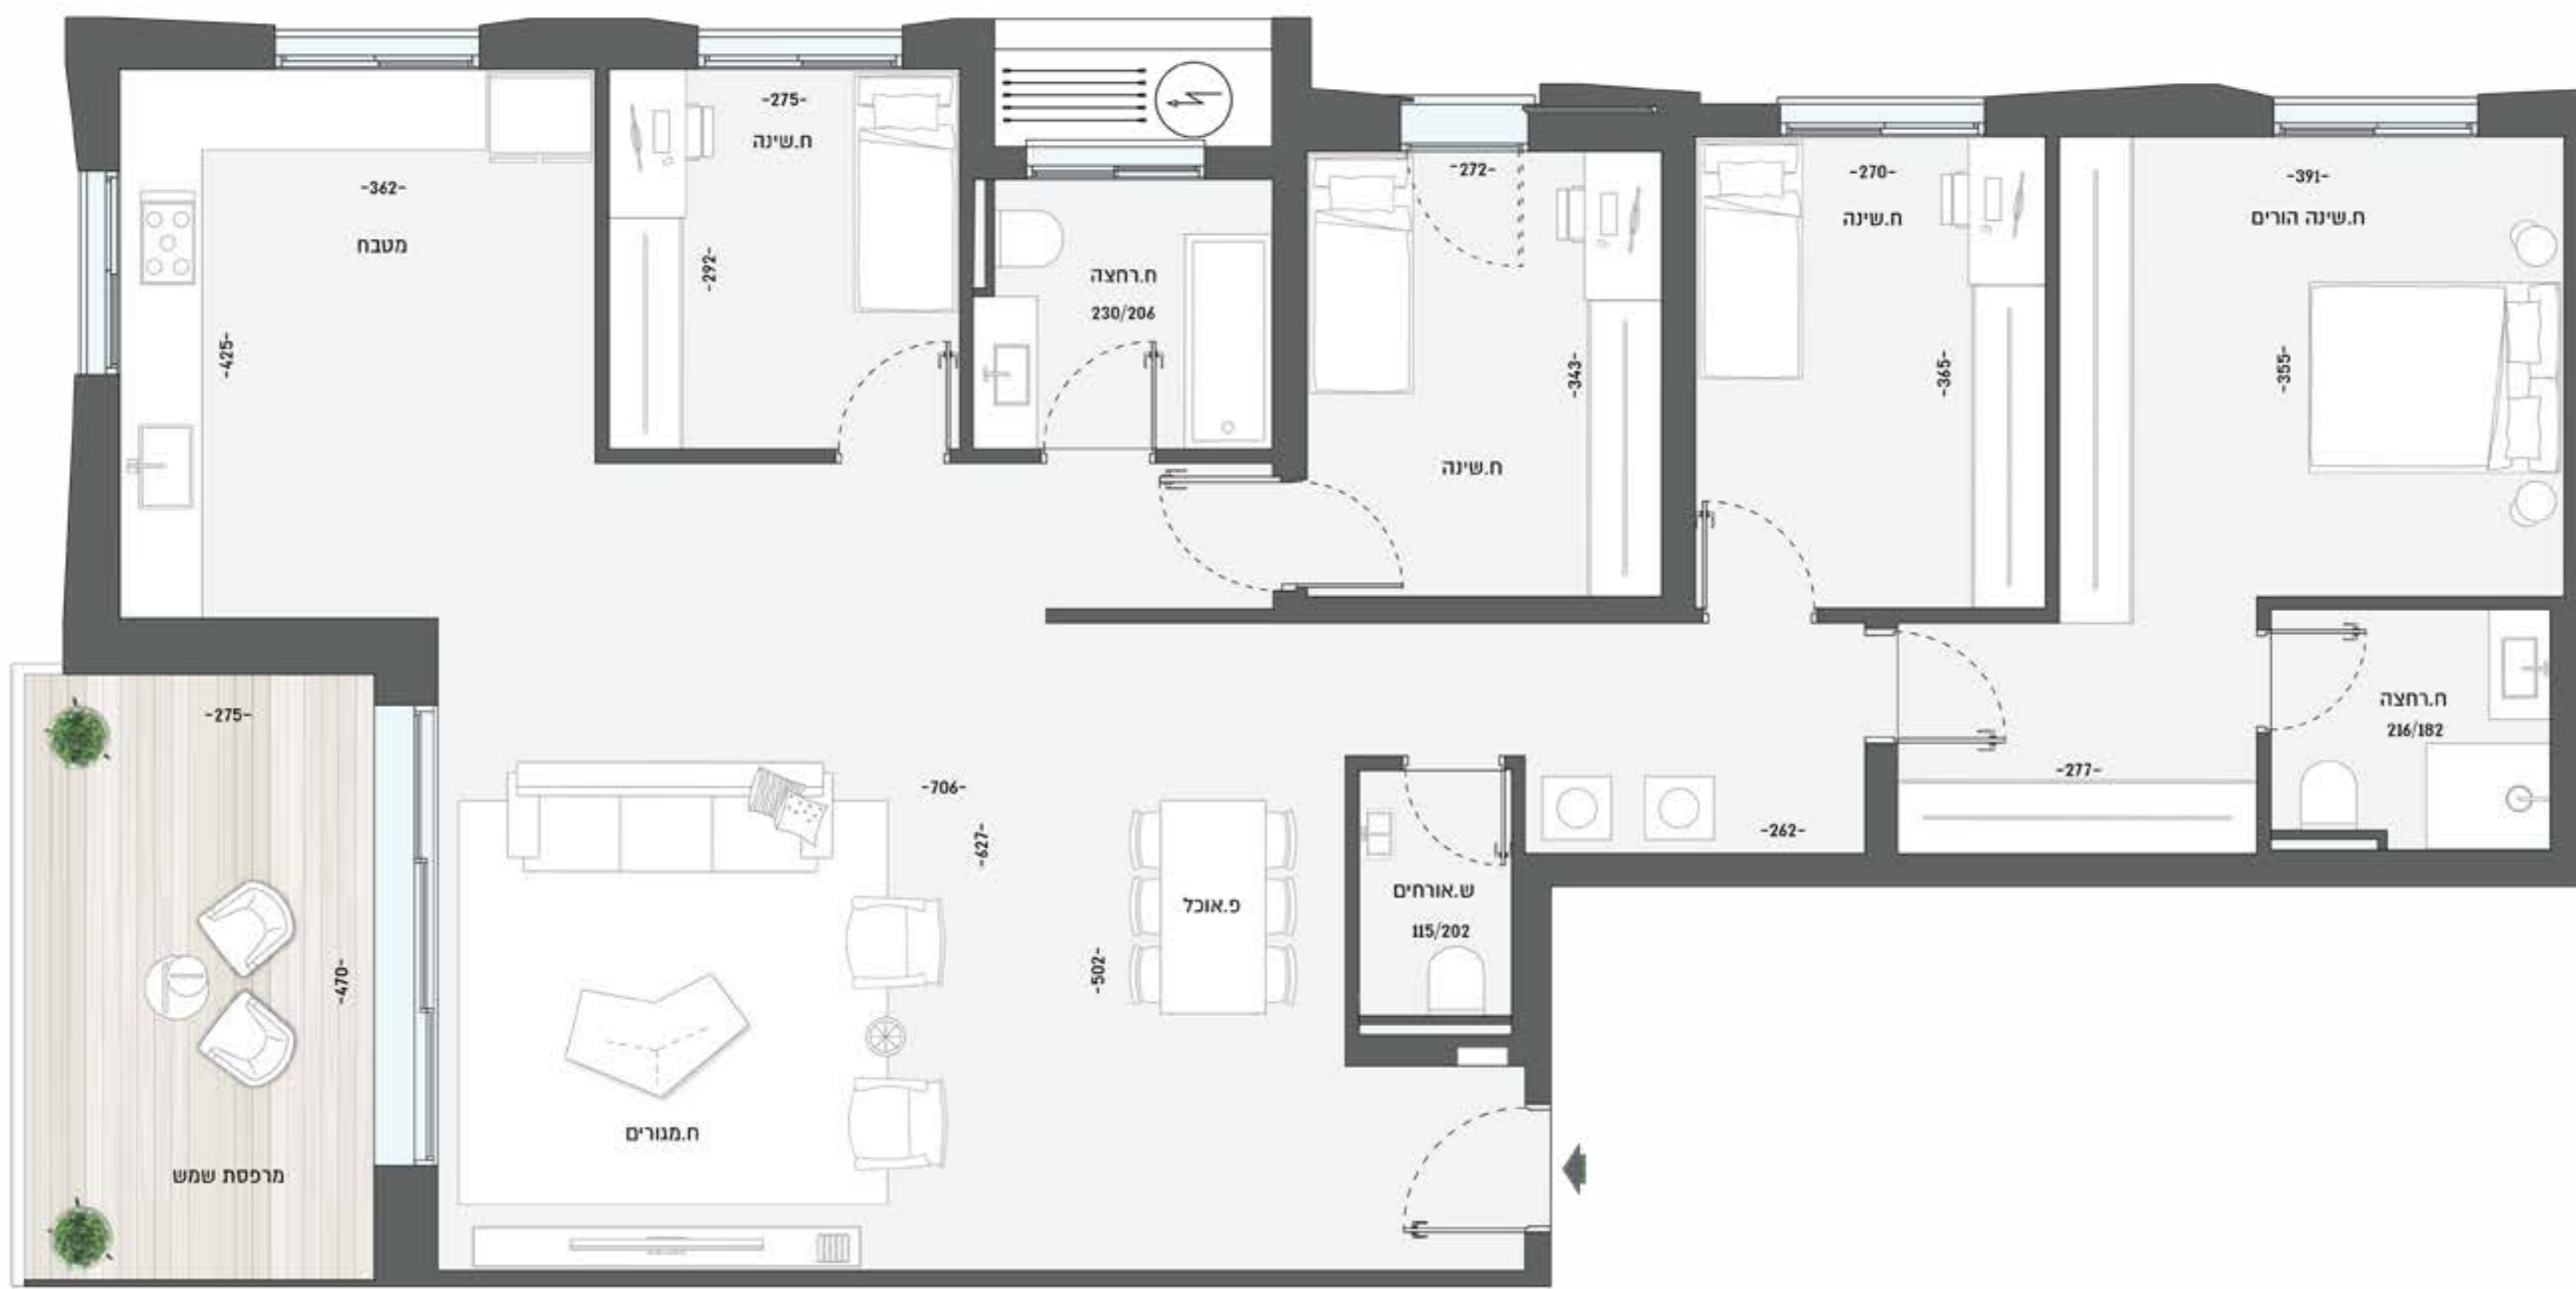 -275-
ח.שינה
-292-
-362-
מטבח
-425-
ח.רחצה
230/206
-272-
-343-
ח.שינה
-270-
ח.שינה
-365-
-391-
ח.שינה הורים
-355-
ח.רחצה
216/182
-277-
-262-
-275-
-470-
מרפסת שמש
-706-
-627-
-502-
פ.אוכל
ש.אורחים
115/202
ח.מגורים